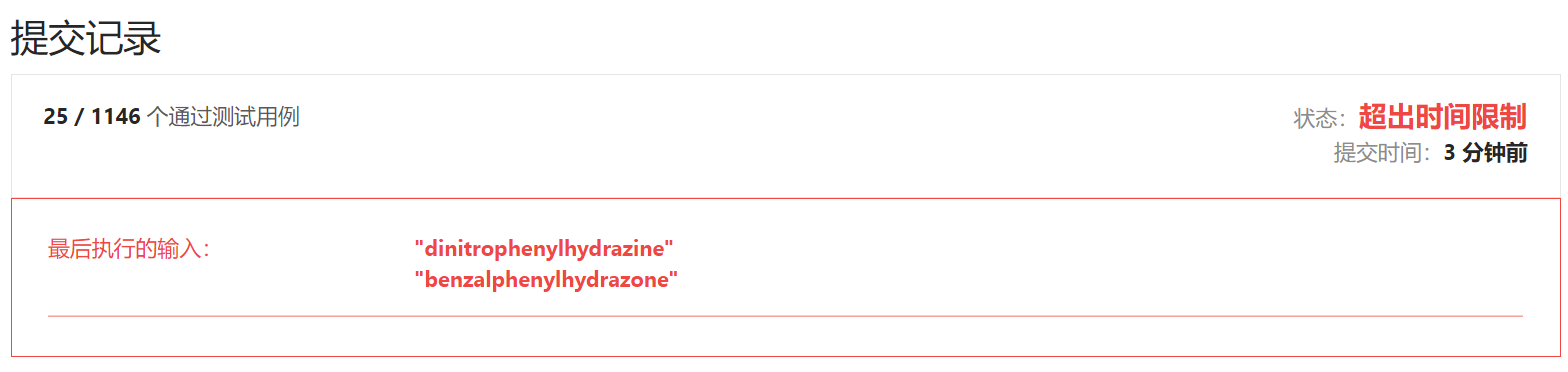 提交记录
25 / 1146 个通过测试用例
状态：超出时间限制
提交时间：3 分钟前
最后执行的输入：
"dinitrophenylhydrazine"
"benzalphenylhydrazone"